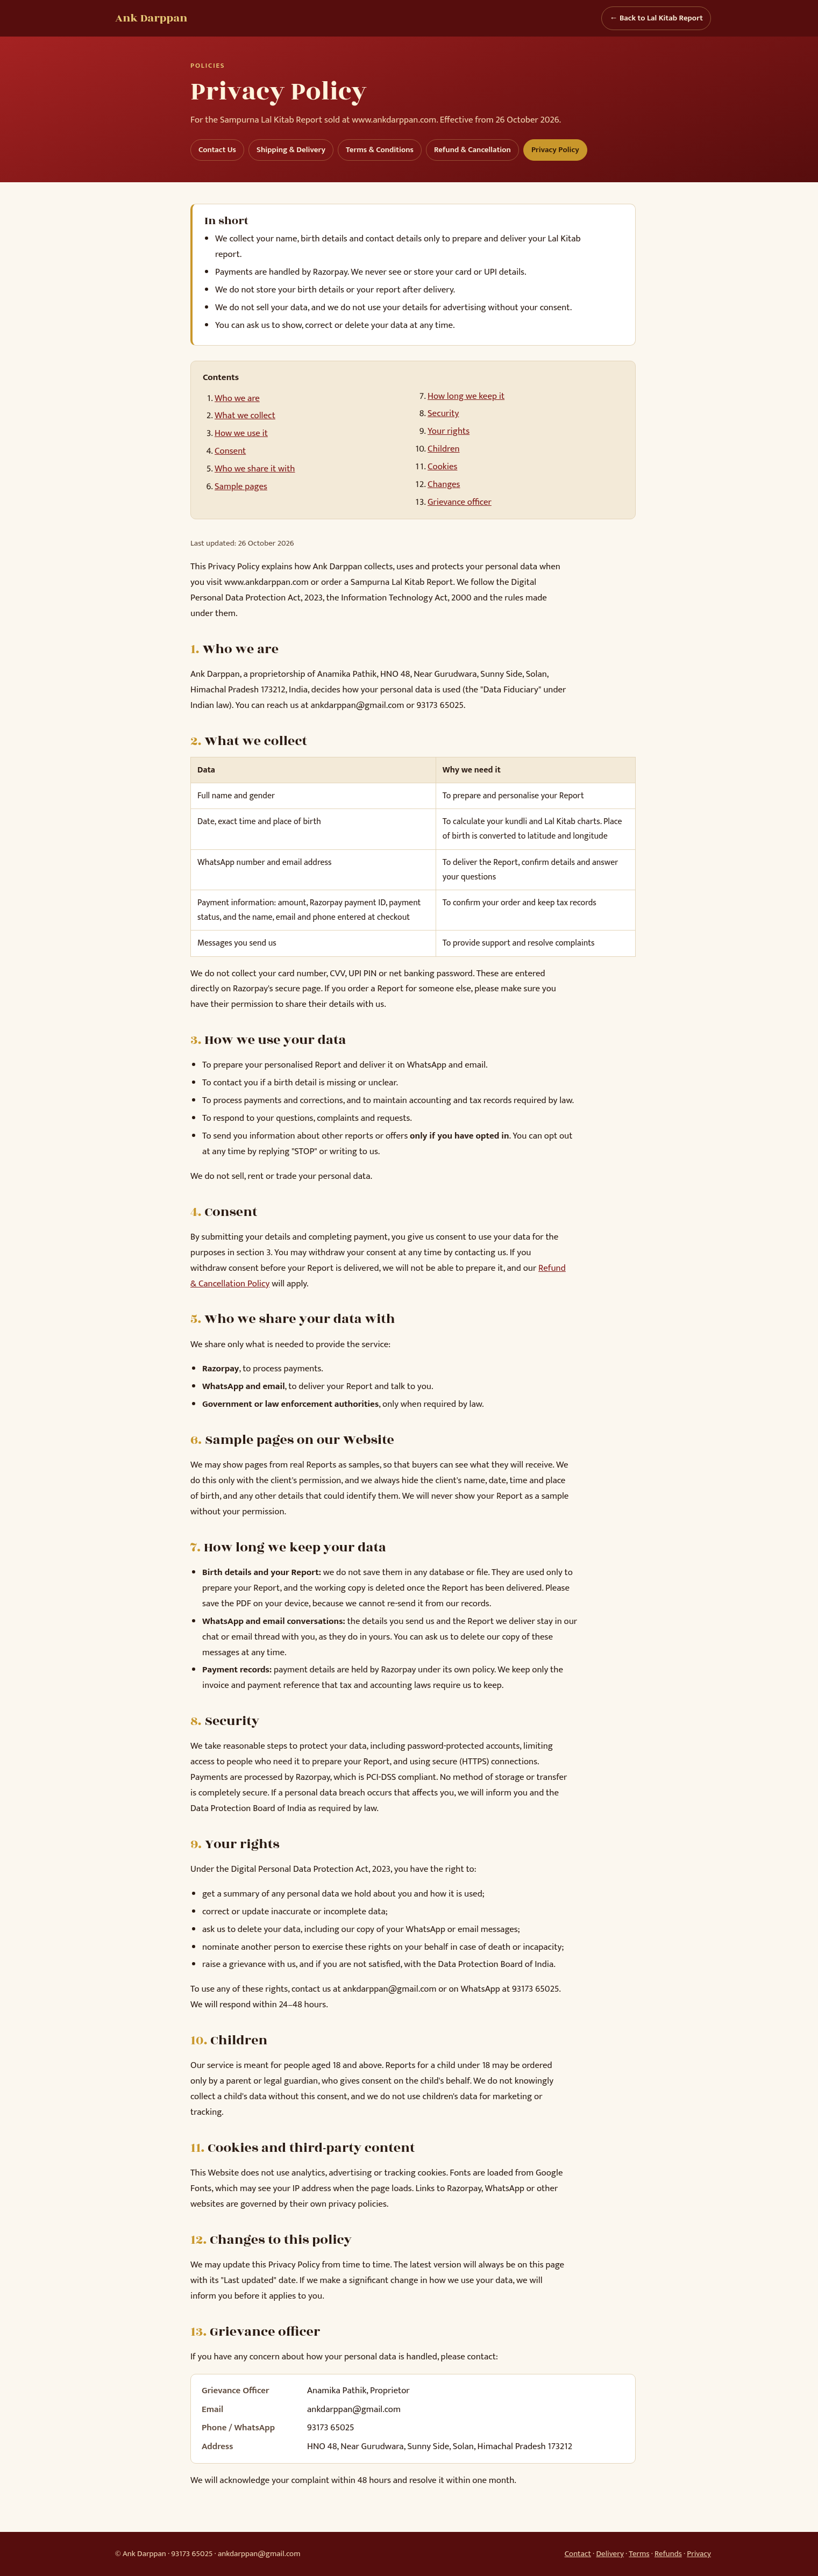 Ank Darppan
← Back to Lal Kitab Report
POLICIES
Privacy Policy
For the Sampurna Lal Kitab Report sold at www.ankdarppan.com. Effective from 26 October 2026.
Contact Us
Shipping & Delivery
Terms & Conditions
Refund & Cancellation
Privacy Policy
In short
• We collect your name, birth details and contact details only to prepare and deliver your Lal Kitab
report.
• Payments are handled by Razorpay. We never see or store your card or UPI details.
• We do not store your birth details or your report after delivery.
• We do not sell your data, and we do not use your details for advertising without your consent.
• You can ask us to show, correct or delete your data at any time.
Contents
1. Who we are
2. What we collect
3. How we use it
4. Consent
5. Who we share it with
6. Sample pages
7. How long we keep it
8. Security
9. Your rights
10. Children
11. Cookies
12. Changes
13. Grievance officer
Last updated: 26 October 2026
This Privacy Policy explains how Ank Darppan collects, uses and protects your personal data when
you visit www.ankdarppan.com or order a Sampurna Lal Kitab Report. We follow the Digital
Personal Data Protection Act, 2023, the Information Technology Act, 2000 and the rules made
under them.
1. Who we are
Ank Darppan, a proprietorship of Anamika Pathik, HNO 48, Near Gurudwara, Sunny Side, Solan,
Himachal Pradesh 173212, India, decides how your personal data is used (the "Data Fiduciary" under
Indian law). You can reach us at ankdarppan@gmail.com or 93173 65025.
2. What we collect
Data
Why we need it
Full name and gender
To prepare and personalise your Report
Date, exact time and place of birth
To calculate your kundli and Lal Kitab charts. Place
of birth is converted to latitude and longitude
WhatsApp number and email address
To deliver the Report, confirm details and answer
your questions
Payment information: amount, Razorpay payment ID, payment
status, and the name, email and phone entered at checkout
To confirm your order and keep tax records
Messages you send us
To provide support and resolve complaints
We do not collect your card number, CVV, UPI PIN or net banking password. These are entered
directly on Razorpay's secure page. If you order a Report for someone else, please make sure you
have their permission to share their details with us.
3. How we use your data
• To prepare your personalised Report and deliver it on WhatsApp and email.
• To contact you if a birth detail is missing or unclear.
• To process payments and corrections, and to maintain accounting and tax records required by law.
• To respond to your questions, complaints and requests.
• To send you information about other reports or offers only if you have opted in. You can opt out
at any time by replying "STOP" or writing to us.
We do not sell, rent or trade your personal data.
4. Consent
By submitting your details and completing payment, you give us consent to use your data for the
purposes in section 3. You may withdraw your consent at any time by contacting us. If you
withdraw consent before your Report is delivered, we will not be able to prepare it, and our Refund
& Cancellation Policy will apply.
5. Who we share your data with
We share only what is needed to provide the service:
• Razorpay, to process payments.
• WhatsApp and email, to deliver your Report and talk to you.
• Government or law enforcement authorities, only when required by law.
6. Sample pages on our Website
We may show pages from real Reports as samples, so that buyers can see what they will receive. We
do this only with the client's permission, and we always hide the client's name, date, time and place
of birth, and any other details that could identify them. We will never show your Report as a sample
without your permission.
7. How long we keep your data
• Birth details and your Report: we do not save them in any database or file. They are used only to
prepare your Report, and the working copy is deleted once the Report has been delivered. Please
save the PDF on your device, because we cannot re-send it from our records.
• WhatsApp and email conversations: the details you send us and the Report we deliver stay in our
chat or email thread with you, as they do in yours. You can ask us to delete our copy of these
messages at any time.
• Payment records: payment details are held by Razorpay under its own policy. We keep only the
invoice and payment reference that tax and accounting laws require us to keep.
8. Security
We take reasonable steps to protect your data, including password-protected accounts, limiting
access to people who need it to prepare your Report, and using secure (HTTPS) connections.
Payments are processed by Razorpay, which is PCI-DSS compliant. No method of storage or transfer
is completely secure. If a personal data breach occurs that affects you, we will inform you and the
Data Protection Board of India as required by law.
9. Your rights
Under the Digital Personal Data Protection Act, 2023, you have the right to:
• get a summary of any personal data we hold about you and how it is used;
• correct or update inaccurate or incomplete data;
• ask us to delete your data, including our copy of your WhatsApp or email messages;
• nominate another person to exercise these rights on your behalf in case of death or incapacity;
• raise a grievance with us, and if you are not satisfied, with the Data Protection Board of India.
To use any of these rights, contact us at ankdarppan@gmail.com or on WhatsApp at 93173 65025.
We will respond within 24–48 hours.
10. Children
Our service is meant for people aged 18 and above. Reports for a child under 18 may be ordered
only by a parent or legal guardian, who gives consent on the child's behalf. We do not knowingly
collect a child's data without this consent, and we do not use children's data for marketing or
tracking.
11. Cookies and third-party content
This Website does not use analytics, advertising or tracking cookies. Fonts are loaded from Google
Fonts, which may see your IP address when the page loads. Links to Razorpay, WhatsApp or other
websites are governed by their own privacy policies.
12. Changes to this policy
We may update this Privacy Policy from time to time. The latest version will always be on this page
with its "Last updated" date. If we make a significant change in how we use your data, we will
inform you before it applies to you.
13. Grievance officer
If you have any concern about how your personal data is handled, please contact:
Grievance Officer
Anamika Pathik, Proprietor
Email
ankdarppan@gmail.com
Phone / WhatsApp
93173 65025
Address
HNO 48, Near Gurudwara, Sunny Side, Solan, Himachal Pradesh 173212
We will acknowledge your complaint within 48 hours and resolve it within one month.
© Ank Darppan · 93173 65025 · ankdarppan@gmail.com
Contact · Delivery · Terms · Refunds · Privacy